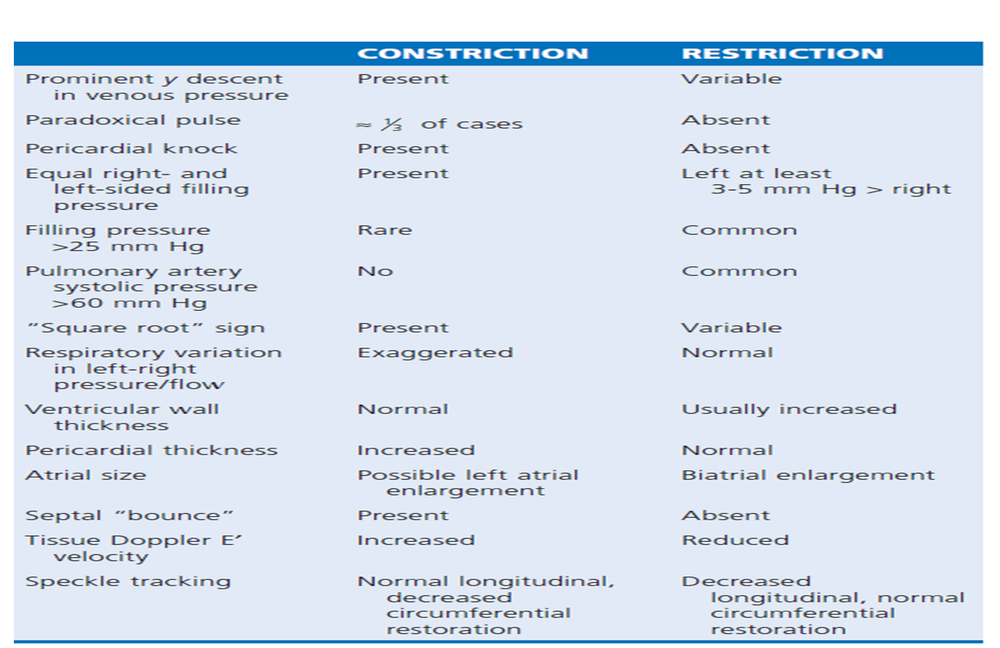 CONSTRICTION RESTRICTION
Prominent y descent in venous pressure Present Variable
Paradoxical pulse ≈ ⅓ of cases Absent
Pericardial knock Present Absent
Equal right- and left-sided filling pressure Present Left at least 3-5 mm Hg > right
Filling pressure >25 mm Hg Rare Common
Pulmonary artery systolic pressure >60 mm Hg No Common
“Square root” sign Present Variable
Respiratory variation in left-right pressure/flow Exaggerated Normal
Ventricular wall thickness Normal Usually increased
Pericardial thickness Increased Normal
Atrial size Possible left atrial enlargement Biatrial enlargement
Septal “bounce” Present Absent
Tissue Doppler E′ velocity Increased Reduced
Speckle tracking Normal longitudinal, decreased circumferential restoration Decreased longitudinal, normal circumferential restoration